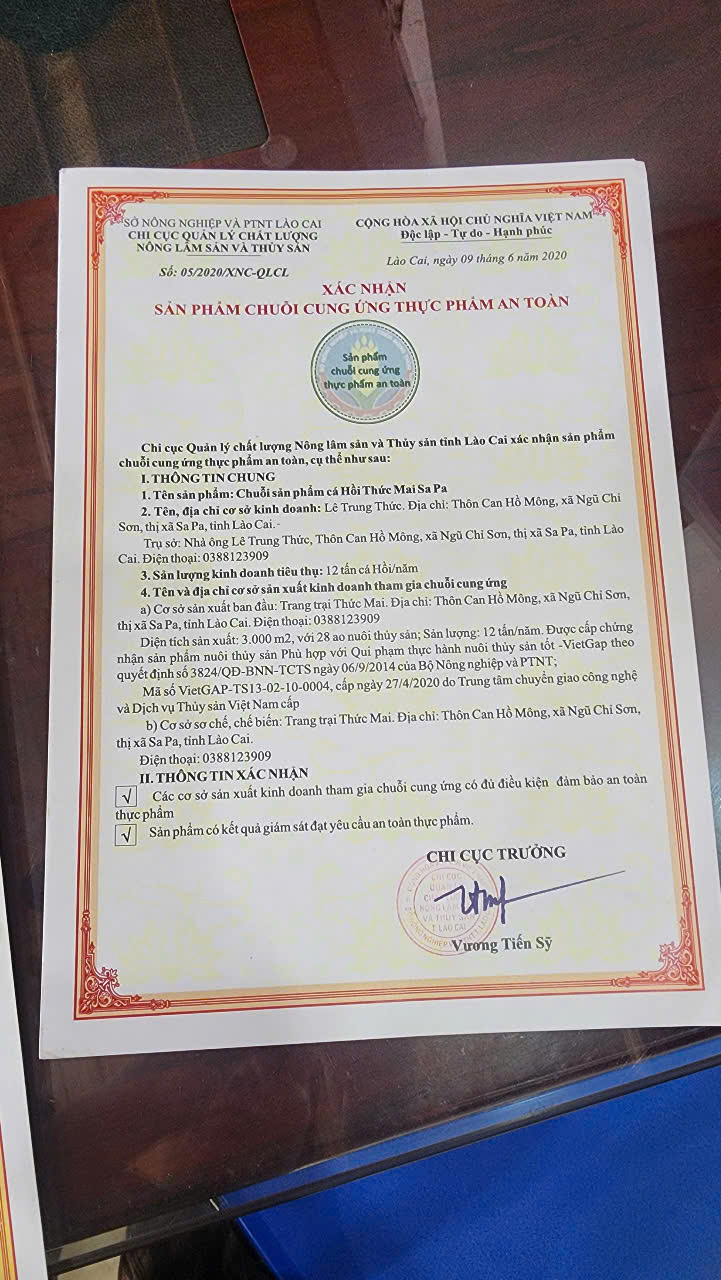 SỞ NÔNG NGHIỆP VÀ PTNT LÀO CAI
CHI CỤC QUẢN LÝ CHẤT LƯỢNG
NÔNG LÂM SẢN VÀ THỦY SẢN
Số: 05/2020/XNC-QLCL
CỘNG HÒA XÃ HỘI CHỦ NGHĨA VIỆT NAM
Độc lập - Tự do - Hạnh phúc
Lào Cai, ngày 09 tháng 6 năm 2020
XÁC NHẬN
SẢN PHẨM CHUỖI CUNG ỨNG THỰC PHẨM AN TOÀN
Sản phẩm
chuỗi cung ứng
thực phẩm an toàn
Chi cục Quản lý chất lượng Nông lâm sản và Thủy sản tỉnh Lào Cai xác nhận sản phẩm
chuỗi cung ứng thực phẩm an toàn, cụ thể như sau:
I. THÔNG TIN CHUNG
1. Tên sản phẩm: Chuỗi sản phẩm cá Hồi Thức Mai Sa Pa
2. Tên, địa chỉ cơ sở kinh doanh: Lê Trung Thức. Địa chỉ: Thôn Can Hồ Mông, xã Ngũ Chỉ
Sơn, thị xã Sa Pa, tỉnh Lào Cai.-
Trụ sở: Nhà ông Lê Trung Thức, Thôn Can Hồ Mông, xã Ngũ Chỉ Sơn, thị xã Sa Pa, tỉnh Lào
Cai. Điện thoại: 0388123909
3. Sản lượng kinh doanh tiêu thụ: 12 tấn cá Hồi/năm
4. Tên và địa chỉ cơ sở sản xuất kinh doanh tham gia chuỗi cung ứng
a) Cơ sở sản xuất ban đầu: Trang trại Thức Mai. Địa chỉ: Thôn Can Hồ Mông, xã Ngũ Chỉ Sơn,
thị xã Sa Pa, tỉnh Lào Cai. Điện thoại: 0388123909
Diện tích sản xuất: 3.000 m2, với 28 ao nuôi thủy sản; Sản lượng: 12 tấn/năm. Được cấp chứng
nhận sản phẩm nuôi thủy sản Phù hợp với Qui phạm thực hành nuôi thủy sản tốt -VietGap theo
quyết định số 3824/QĐ-BNN-TCTS ngày 06/9/2014 của Bộ Nông nghiệp và PTNT;
Mã số VietGAP-TS13-02-10-0004, cấp ngày 27/4/2020 do Trung tâm chuyển giao công nghệ
và Dịch vụ Thủy sản Việt Nam cấp
b) Cơ sở sơ chế, chế biến: Trang trại Thức Mai. Địa chỉ: Thôn Can Hồ Mông, xã Ngũ Chỉ Sơn,
thị xã Sa Pa, tỉnh Lào Cai.
Điện thoại: 0388123909
II. THÔNG TIN XÁC NHẬN
√ Các cơ sở sản xuất kinh doanh tham gia chuỗi cung ứng có đủ điều kiện đảm bảo an toàn
thực phẩm
√ Sản phẩm có kết quả giám sát đạt yêu cầu an toàn thực phẩm.
CHI CỤC TRƯỞNG
CHI CỤC
VÀ THỦY SẢN
T. LÀO CAI
Vương Tiến Sỹ